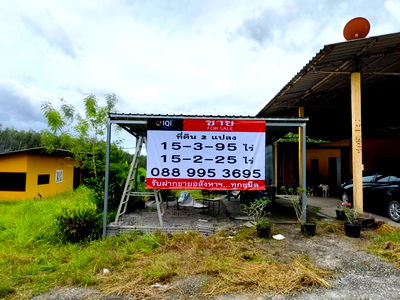 IQI ขาย
FOR SALE
ที่ดิน 2 แปลง
15-3-95 ไร่
15-2-25 ไร่
088 995 3695
รับฝากขายอสังหาฯ...ทุกชนิด